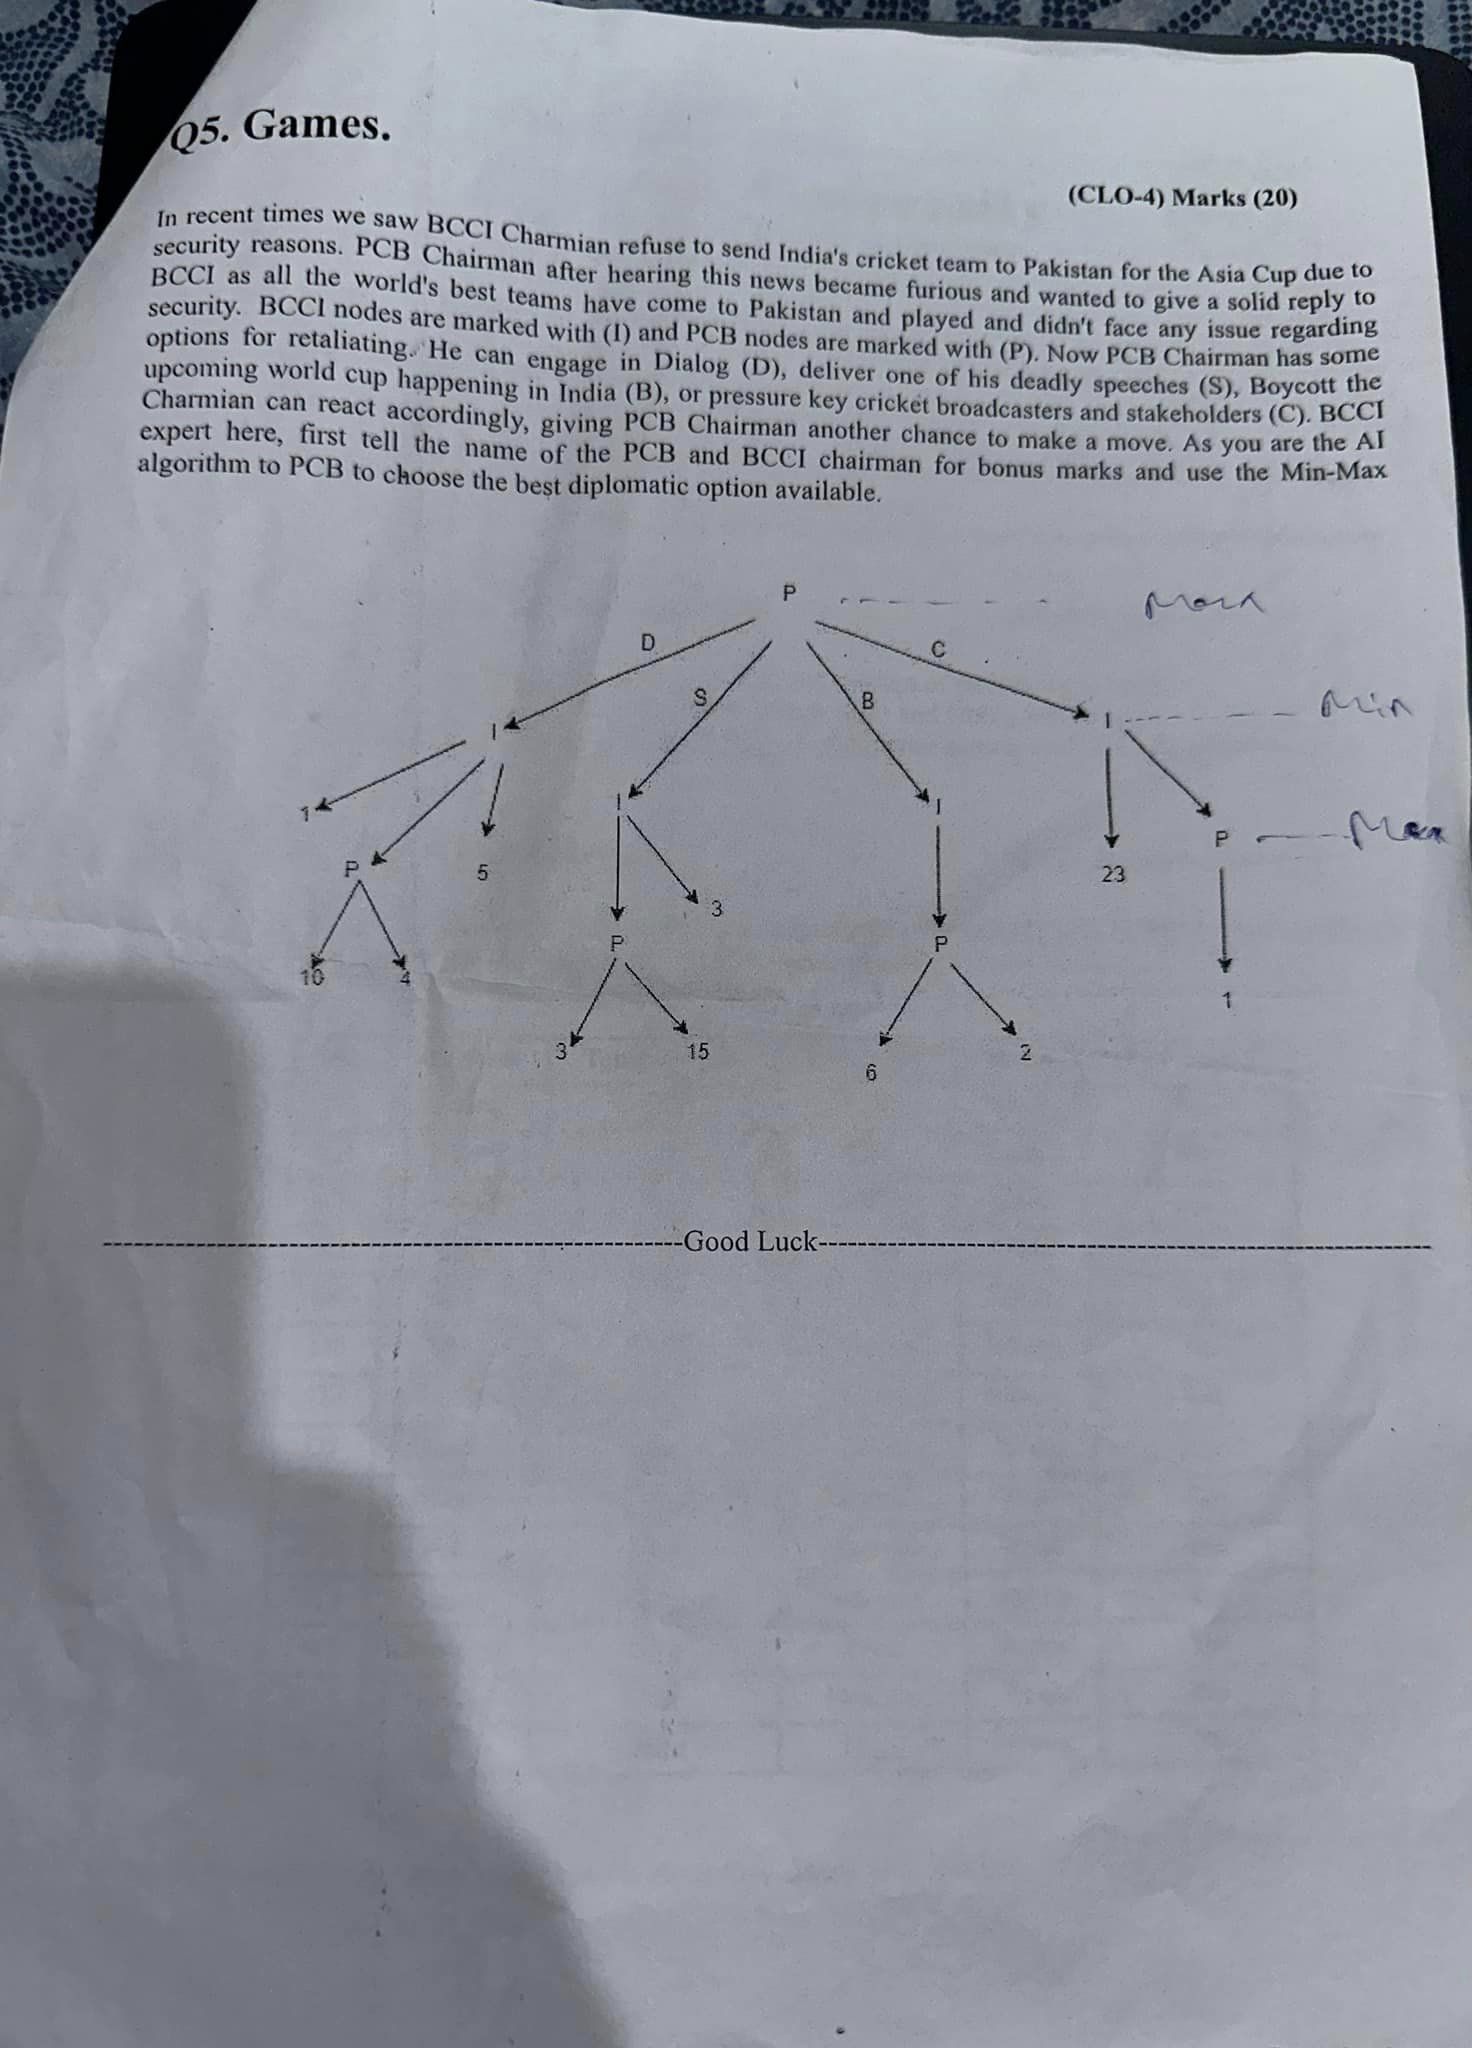 Q5. Games.
(CLO-4) Marks (20)
In recent times we saw BCCI Charmian refuse to send India's cricket team to Pakistan for the Asia Cup due to
security reasons. PCB Chairman after hearing this news became furious and wanted to give a solid reply to
BCCI as all the world's best teams have come to Pakistan and played and didn't face any issue regarding
security. BCCI nodes are marked with (I) and PCB nodes are marked with (P). Now PCB Chairman has some
options for retaliating. He can engage in Dialog (D), deliver one of his deadly speeches (S), Boycott the
upcoming world cup happening in India (B), or pressure key cricket broadcasters and stakeholders (C). BCCI
Charmian can react accordingly, giving PCB Chairman another chance to make a move. As you are the AI
expert here, first tell the name of the PCB and BCCI chairman for bonus marks and use the Min-Max
algorithm to PCB to choose the best diplomatic option available.
P
D
C
S
B
I
I
Min
I
I
1
P
Max
P
5
23
3
P
P
10
4
1
3
15
6
2
Good Luck